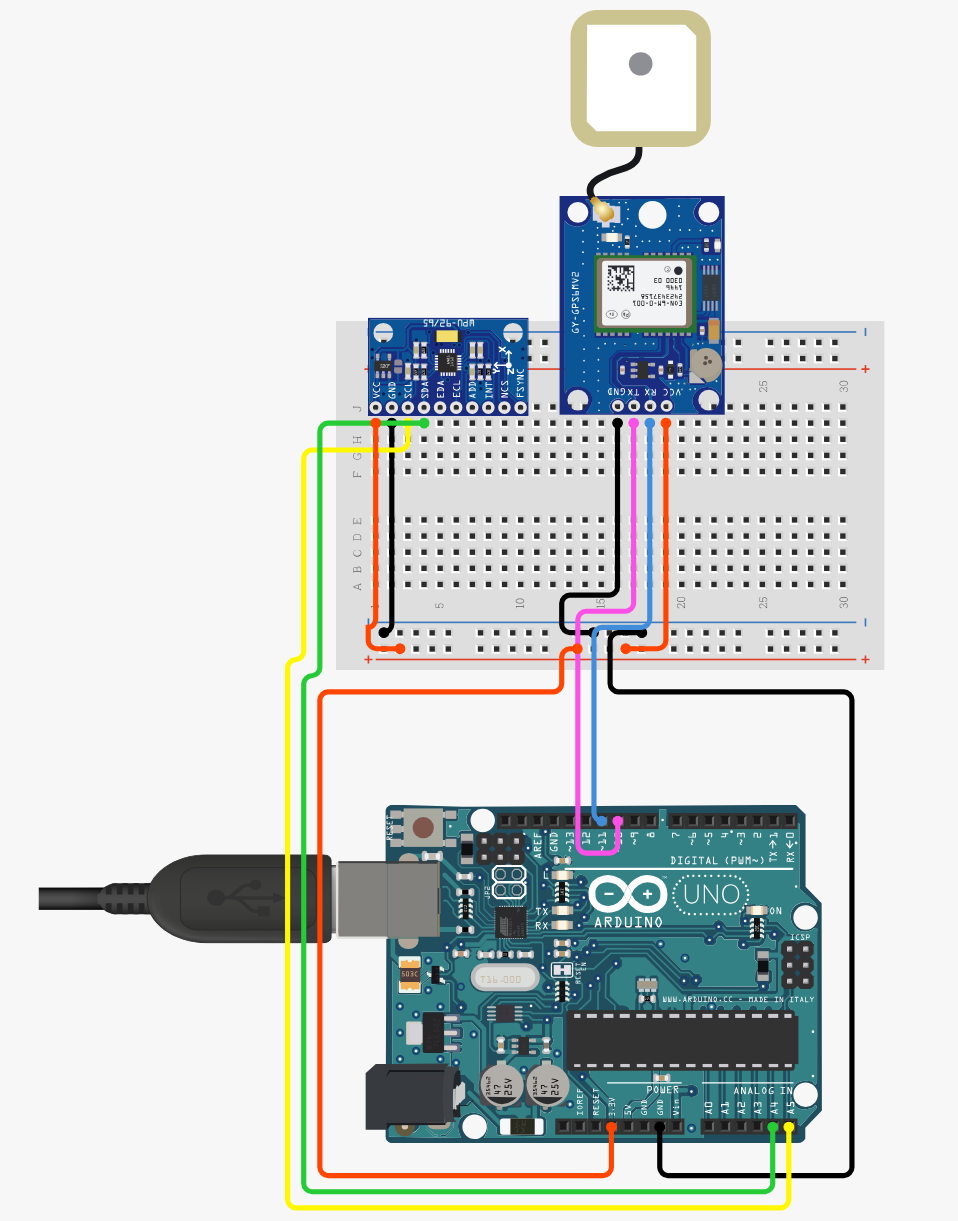 GY-GPS6MV2
MPU-92/65
VCC
GND
SCL
SDA
EDA
ECL
ADD
INT
NCS
FSYNC
X
Y
Z
GND
TX
RX
VCC
25
30
J
H
G
F
E
D
C
B
A
1
5
10
15
20
25
30
RESET
AREF
GND
~13
12
~11
~9
8
7
~6
~5
4
~3
2
TX→1
RX←0
DIGITAL (PWM~)
JP2
L
TX
RX
UNO
ARDUINO
ON
ICSP
503C
T16.000
RESET
WWW.ARDUINO.CC - MADE IN ITALY
47
25V
47
25V
POWER
ANALOG IN
IOREF
RESET
3.3V
5V
GND
GND
Vin
A0
A1
A2
A3
A4
A5